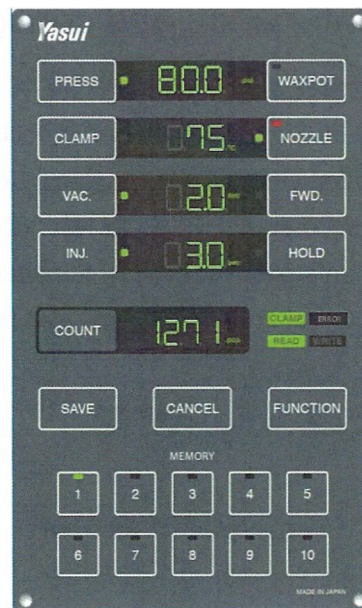 Yasui
PRESS 80.0 WAXPOT
CLAMP 75 °C NOZZLE
VAC. 2.0 sec FWD.
INJ. 3.0 sec HOLD
COUNT 1271 CLAMP ERROR
READ WRITE
SAVE CANCEL FUNCTION
MEMORY
1 2 3 4 5
6 7 8 9 10
MADE IN JAPAN